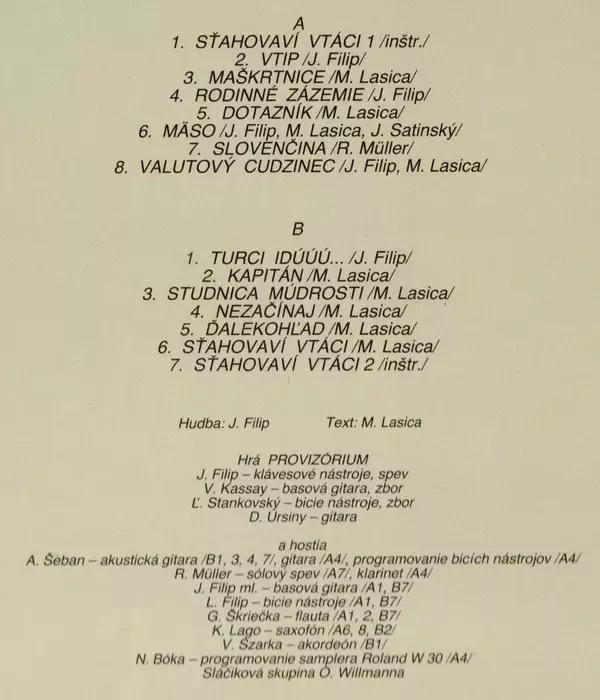 A
1. SŤAHOVAVÍ VTÁCI 1 /inštr./
2. VTIP /J. Filip/
3. MAŠKRTNICE /M. Lasica/
4. RODINNÉ ZÁZEMIE /J. Filip/
5. DOTAZNÍK /M. Lasica/
6. MÄSO /J. Filip, M. Lasica, J. Satinský/
7. SLOVENČINA /R. Müller/
8. VALUTOVÝ CUDZINEC /J. Filip, M. Lasica/
B
1. TURCI IDÚÚÚ... /J. Filip/
2. KAPITÁN /M. Lasica/
3. STUDNICA MÚDROSTI /M. Lasica/
4. NEZAČÍNAJ /M. Lasica/
5. ĎALEKOHĽAD /M. Lasica/
6. SŤAHOVAVÍ VTÁCI /M. Lasica/
7. SŤAHOVAVÍ VTÁCI 2 /inštr./
Hudba: J. Filip Text: M. Lasica
Hrá PROVIZÓRIUM
J. Filip – klávesové nástroje, spev
V. Kassay – basová gitara, zbor
Ľ. Stankovský – bicie nástroje, zbor
D. Ursiny – gitara
a hostia
A. Šeban – akustická gitara /B1, 3, 4, 7/, gitara /A4/, programovanie bicích nástrojov /A4/
R. Müller – sólový spev /A7/, klarinet /A4/
J. Filip ml. – basová gitara /A1, B7/
L. Filip – bicie nástroje /A1, B7/
G. Škriečka – flauta /A1, 2, B7/
K. Lago – saxofón /A6, 8, B2/
V. Szarka – akordeón /B1/
N. Bóka – programovanie samplera Roland W 30 /A4/
Sláčiková skupina O. Willmanna